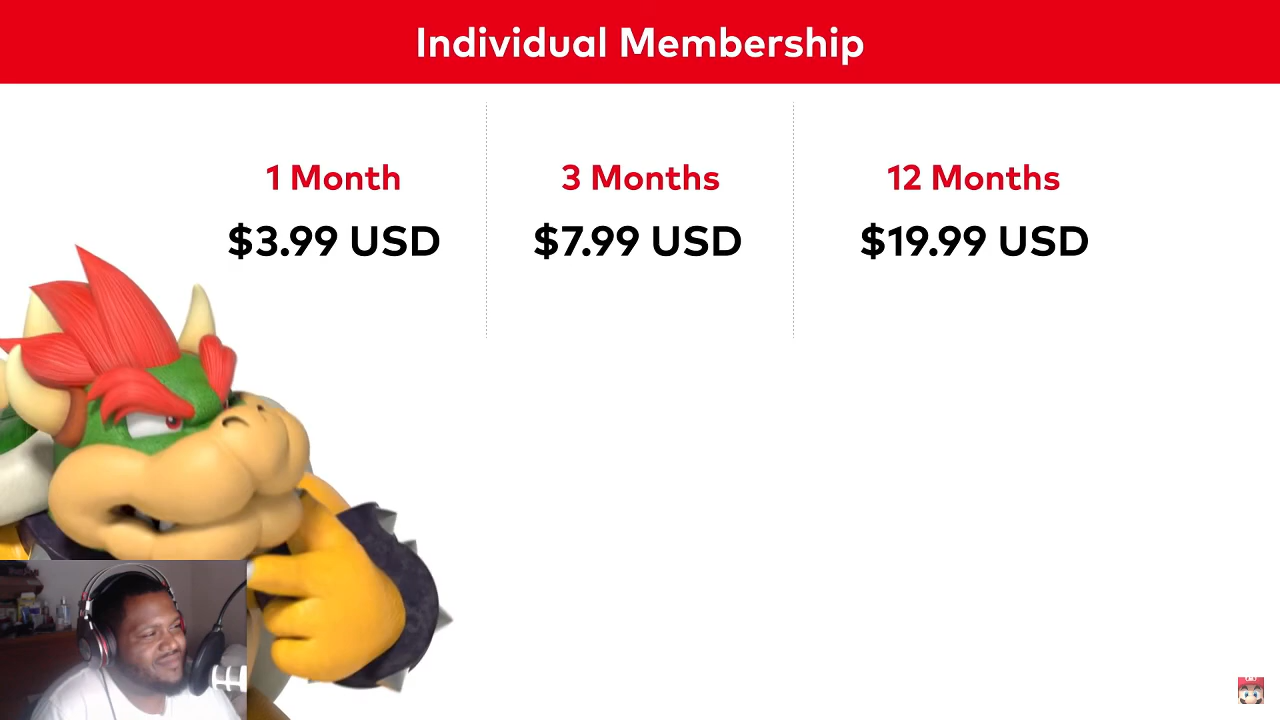 Individual Membership
1 Month
$3.99 USD
3 Months
$7.99 USD
12 Months
$19.99 USD